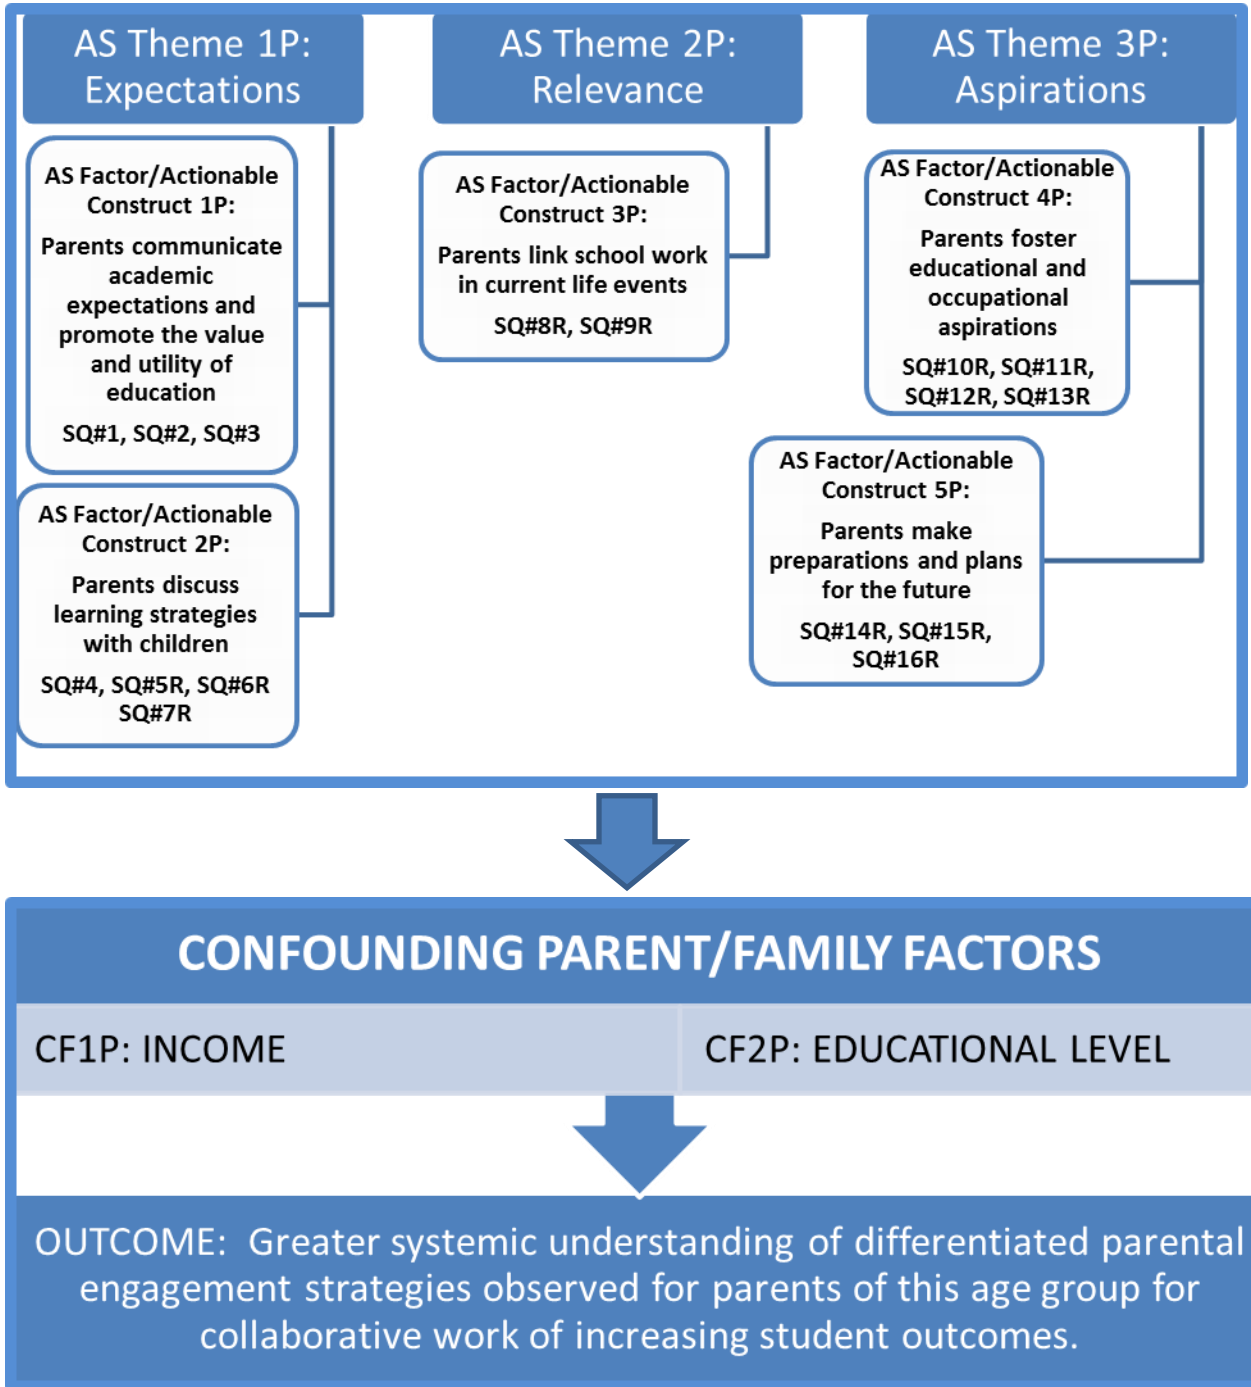 AS Theme 1P:
Expectations
AS Factor/Actionable
Construct 1P:
Parents communicate
academic
expectations and
promote the value
and utility of
education
SQ#1, SQ#2, SQ#3
AS Factor/Actionable
Construct 2P:
Parents discuss
learning strategies
with children
SQ#4, SQ#5R, SQ#6R
SQ#7R
AS Theme 2P:
Relevance
AS Factor/Actionable
Construct 3P:
Parents link school work
in current life events
SQ#8R, SQ#9R
AS Theme 3P:
Aspirations
AS Factor/Actionable
Construct 4P:
Parents foster
educational and
occupational
aspirations
SQ#10R, SQ#11R,
SQ#12R, SQ#13R
AS Factor/Actionable
Construct 5P:
Parents make
preparations and plans
for the future
SQ#14R, SQ#15R,
SQ#16R
CONFOUNDING PARENT/FAMILY FACTORS
CF1P: INCOME
CF2P: EDUCATIONAL LEVEL
OUTCOME: Greater systemic understanding of differentiated parental
engagement strategies observed for parents of this age group for
collaborative work of increasing student outcomes.